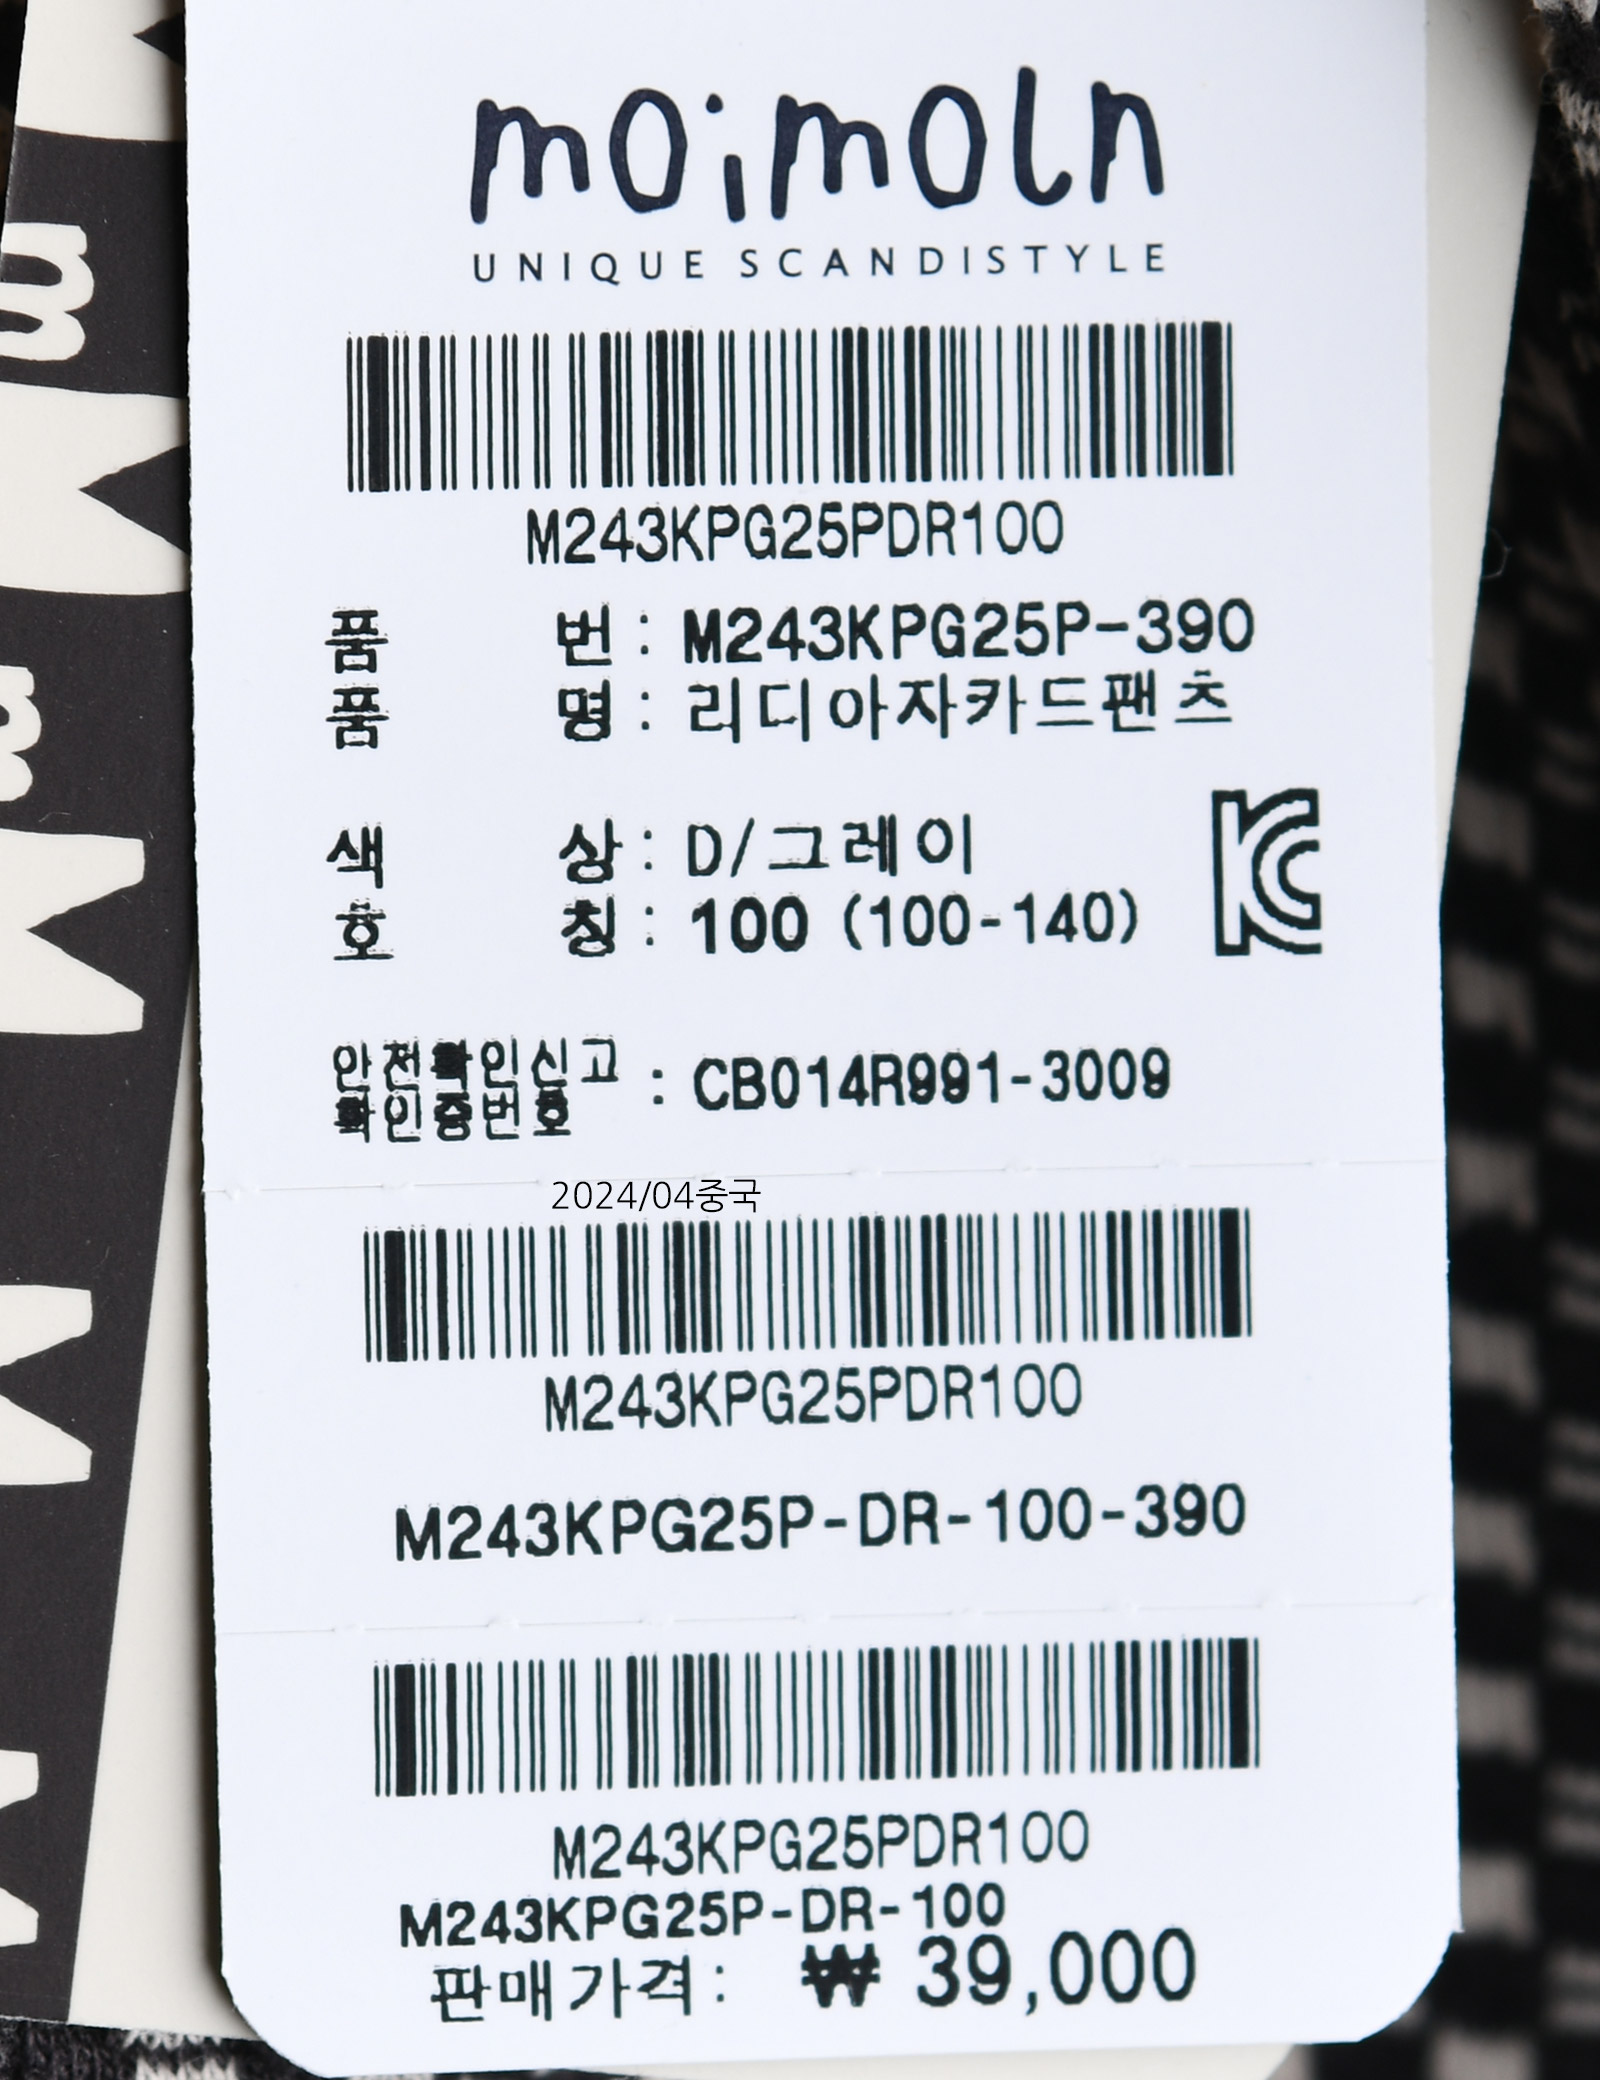 moimoln
UNIQUE SCANDISTYLE
M243KPG25PDR100
품 번 : M243KPG25P-390
품 명 : 리디아자카드팬츠
색 상 : D/그레이
호 칭 : 100 (100-140)
KC
안전확인신고
확인증번호 : CB014R991-3009
2024/04중국
M243KPG25PDR100
M243KPG25P-DR-100-390
M243KPG25PDR100
M243KPG25P-DR-100
판매가격: ₩ 39,000